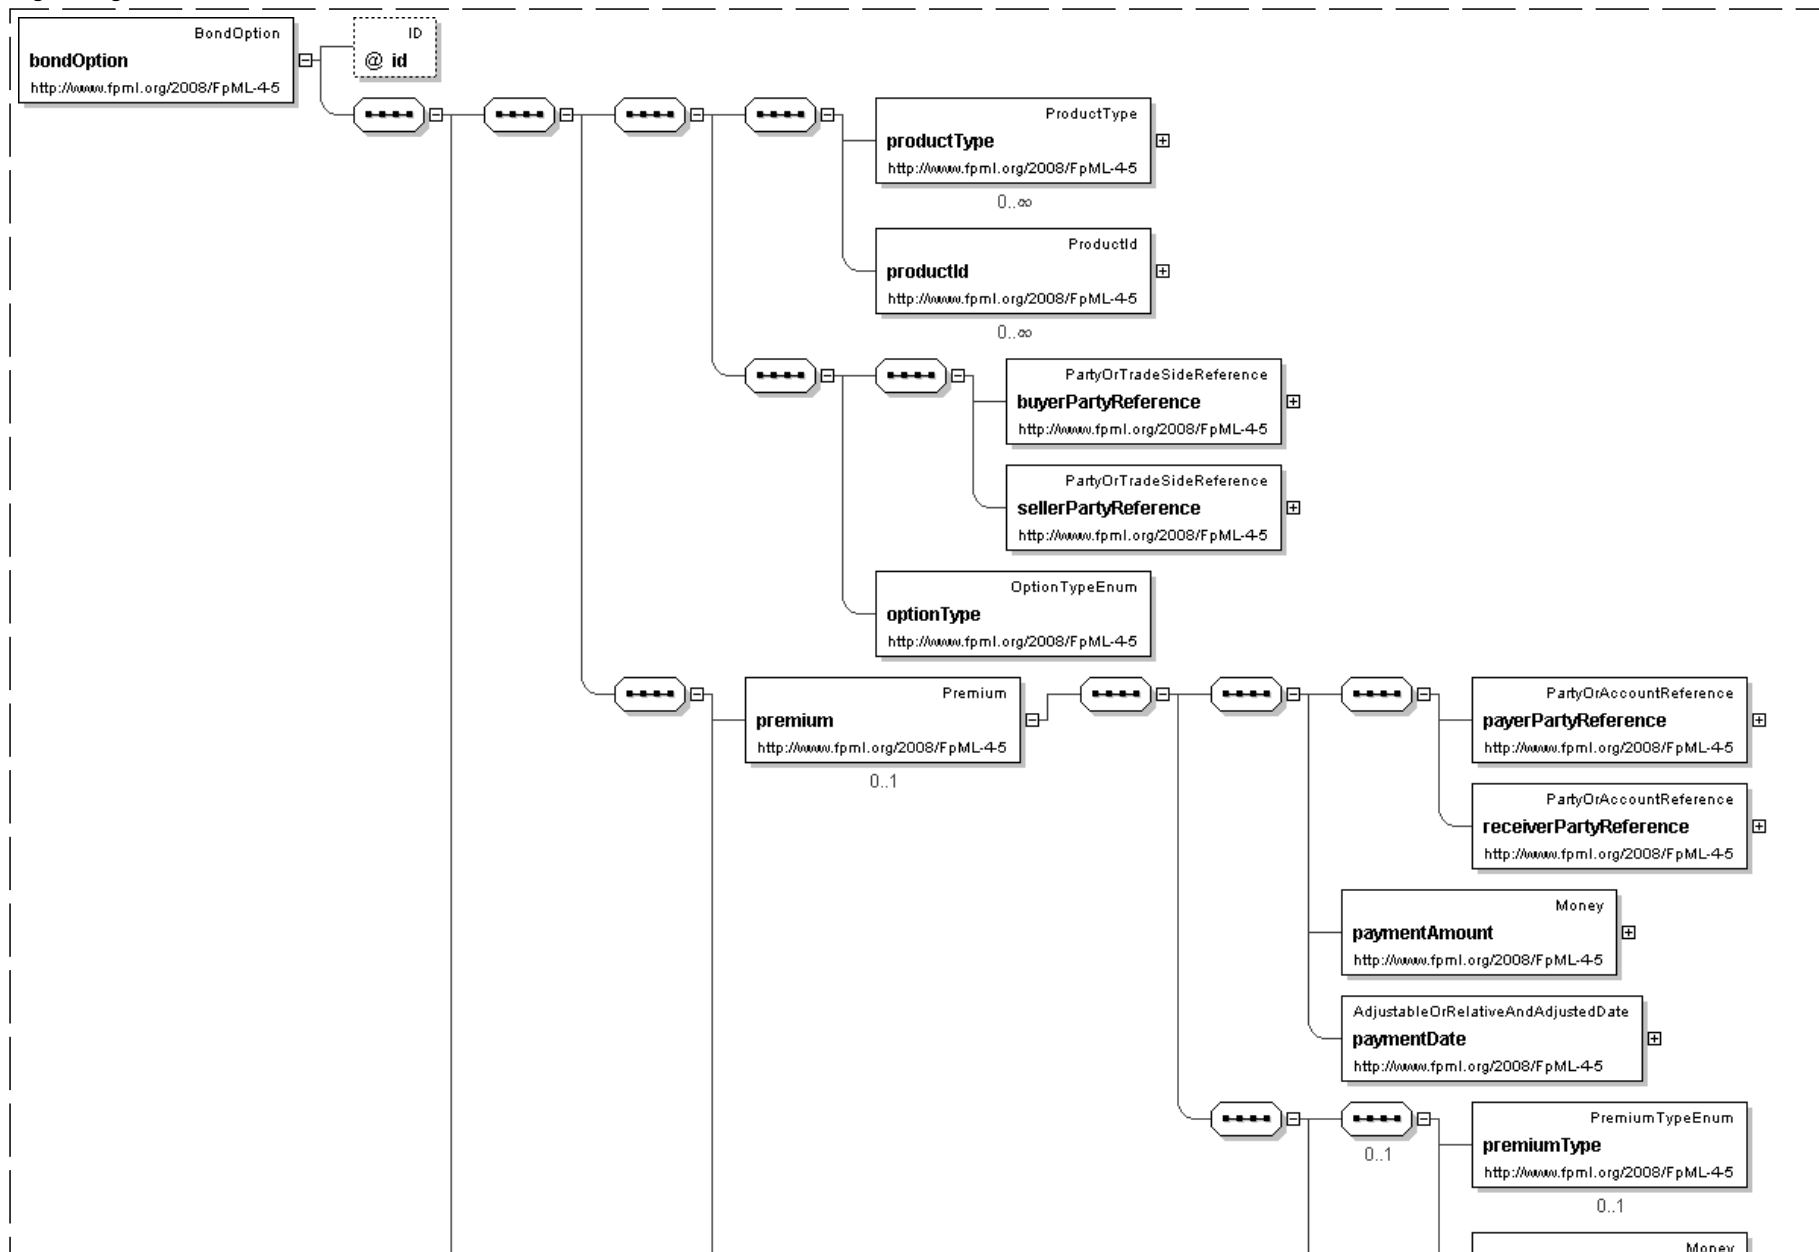 BondOption
bondOption
http://www.fpml.org/2008/FpML-4-5
ID
@ id
ProductType
productType
http://www.fpml.org/2008/FpML-4-5
0..∞
ProductId
productId
http://www.fpml.org/2008/FpML-4-5
0..∞
PartyOrTradeSideReference
buyerPartyReference
http://www.fpml.org/2008/FpML-4-5
PartyOrTradeSideReference
sellerPartyReference
http://www.fpml.org/2008/FpML-4-5
OptionTypeEnum
optionType
http://www.fpml.org/2008/FpML-4-5
Premium
premium
http://www.fpml.org/2008/FpML-4-5
0..1
PartyOrAccountReference
payerPartyReference
http://www.fpml.org/2008/FpML-4-5
PartyOrAccountReference
receiverPartyReference
http://www.fpml.org/2008/FpML-4-5
Money
paymentAmount
http://www.fpml.org/2008/FpML-4-5
AdjustableOrRelativeAndAdjustedDate
paymentDate
http://www.fpml.org/2008/FpML-4-5
0..1
PremiumTypeEnum
premiumType
http://www.fpml.org/2008/FpML-4-5
0..1
Money